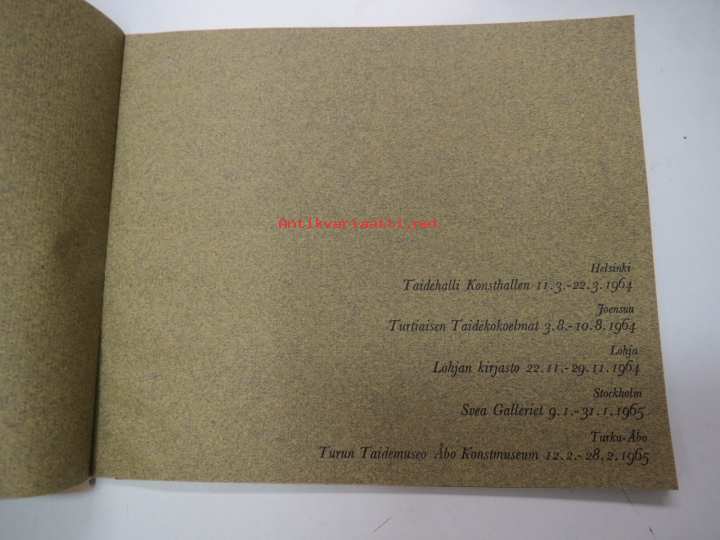 Antikvariaatti.red
Helsinki
Taidehalli Konsthallen 11.3.-22.3.1964
Joensuu
Turtiaisen Taidekokoelmat 3.8.-10.8.1964
Lohja
Lohjan kirjasto 22.11.-29.11.1964
Stockholm
Svea Galleriet 9.1.-31.1.1965
Turku-Åbo
Turun Taidemuseo Åbo Konstmuseum 12.2.-28.2.1965